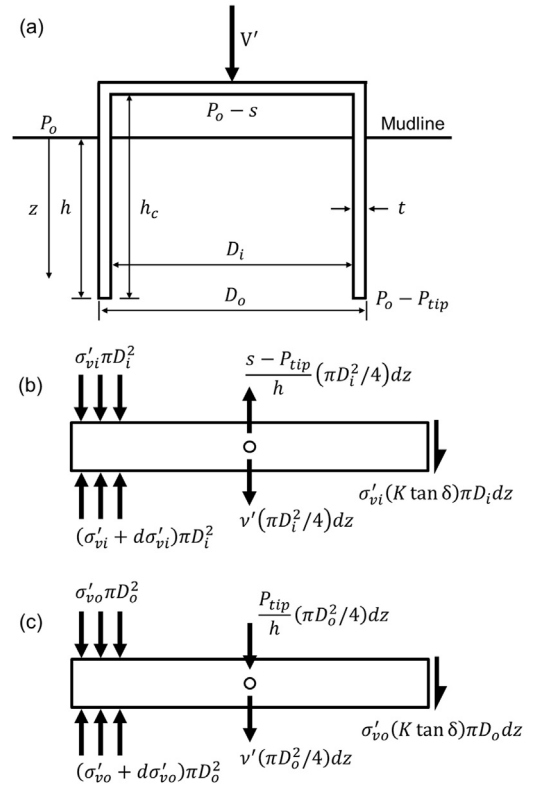 (a)
V′
P_o − s
P_o
Mudline
z
h
h_c
t
D_i
D_o
P_o − P_tip
(b)
σ′_vi πD_i^2
(s − P_tip)/h (πD_i^2/4)dz
σ′_vi(K tan δ)πD_i dz
ν′(πD_i^2/4)dz
(σ′_vi + dσ′_vi)πD_i^2
(c)
σ′_vo πD_o^2
P_tip/h (πD_o^2/4)dz
σ′_vo(K tan δ)πD_o dz
ν′(πD_o^2/4)dz
(σ′_vo + dσ′_vo)πD_o^2